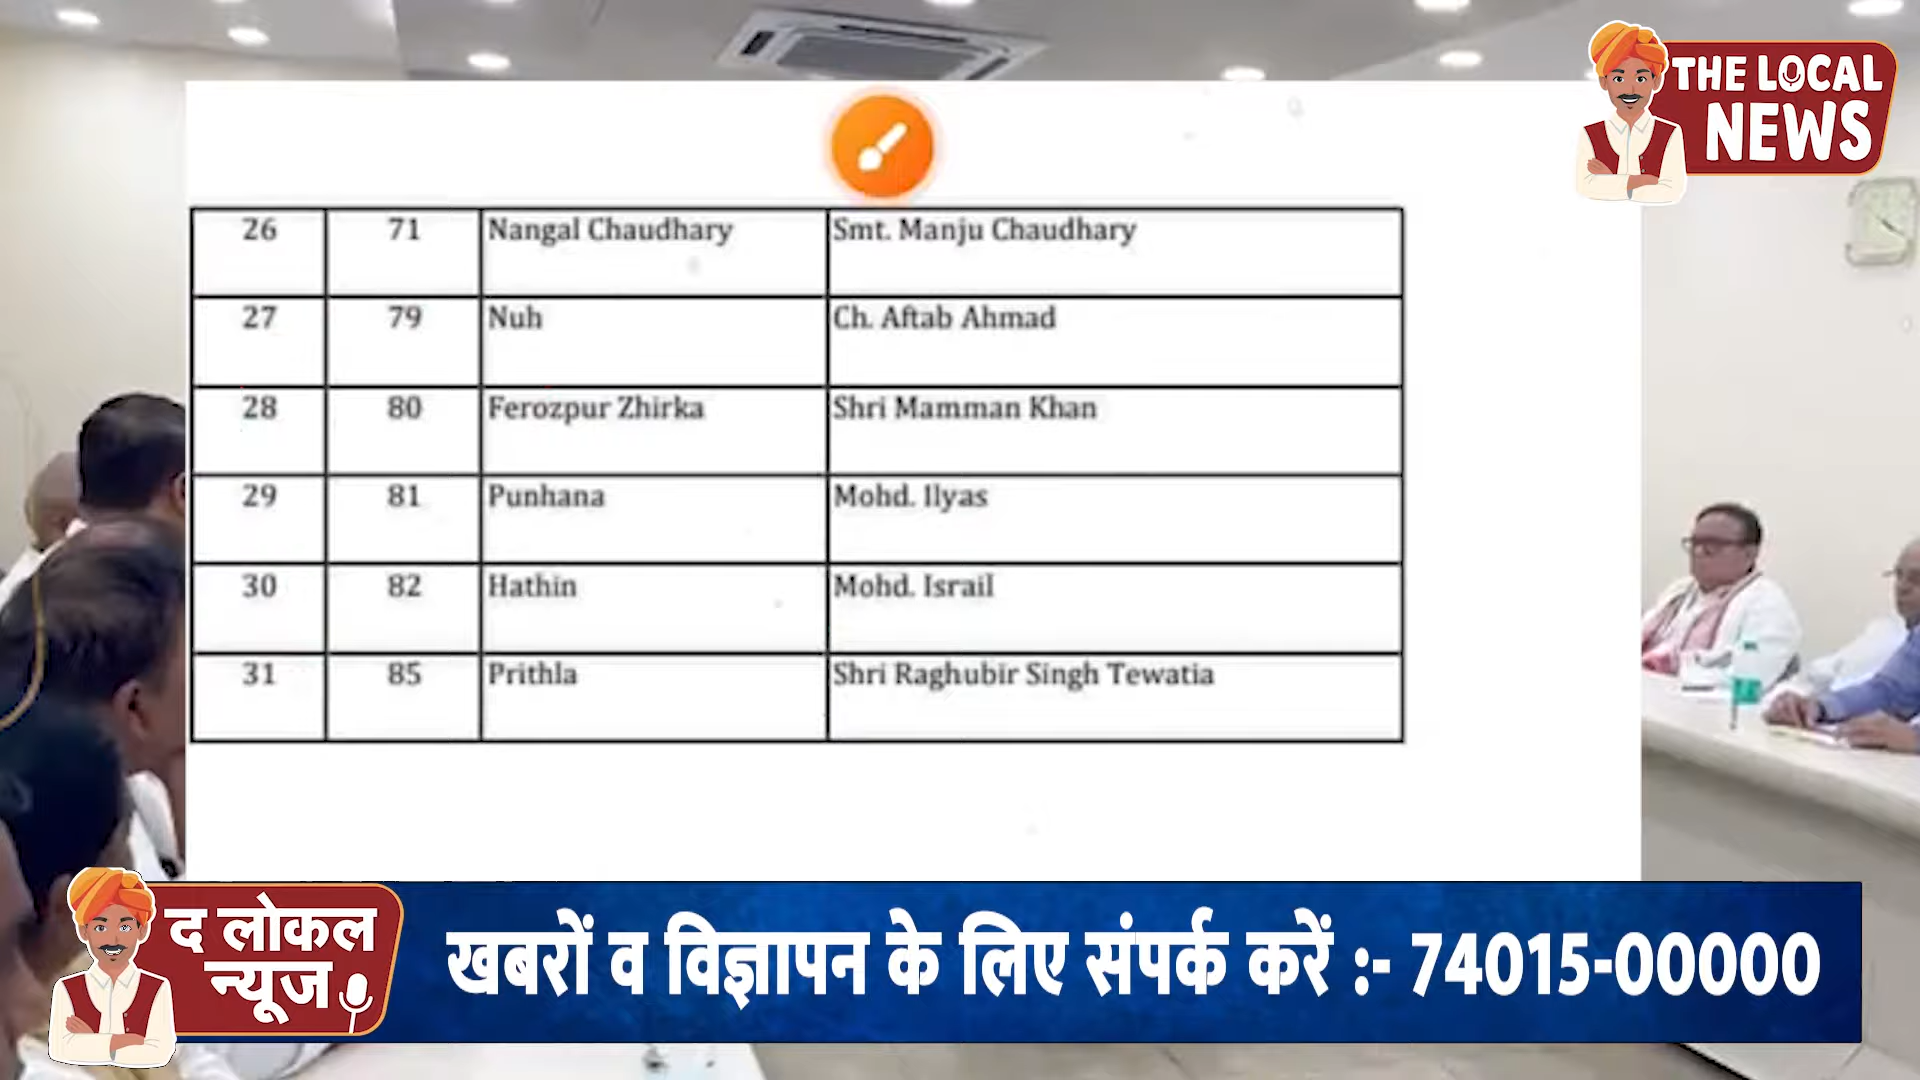 THE LOCAL
NEWS
26 71 Nangal Chaudhary Smt. Manju Chaudhary
27 79 Nuh Ch. Aftab Ahmad
28 80 Ferozpur Zhirka Shri Mamman Khan
29 81 Punhana Mohd. Ilyas
30 82 Hathin Mohd. Israil
31 85 Prithla Shri Raghubir Singh Tewatia
द लोकल
न्यूज
खबरों व विज्ञापन के लिए संपर्क करें :- 74015-00000